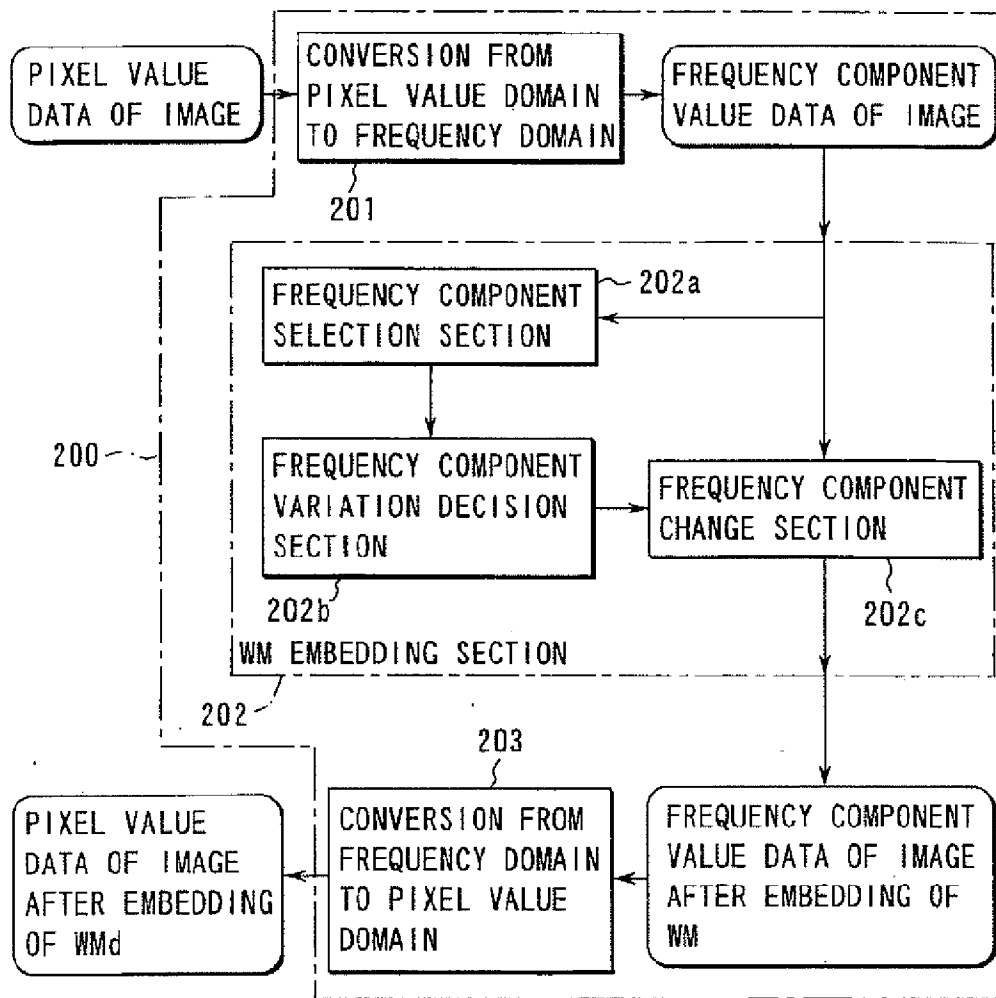 PIXEL VALUE
DATA OF IMAGE
CONVERSION FROM
PIXEL VALUE DOMAIN
TO FREQUENCY DOMAIN
201
FREQUENCY COMPONENT
VALUE DATA OF IMAGE
FREQUENCY COMPONENT
SELECTION SECTION
202a
200
FREQUENCY COMPONENT
VARIATION DECISION
SECTION
202b
FREQUENCY COMPONENT
CHANGE SECTION
202c
WM EMBEDDING SECTION
202
203
PIXEL VALUE
DATA OF IMAGE
AFTER EMBEDDING
OF WMd
CONVERSION FROM
FREQUENCY DOMAIN
TO PIXEL VALUE
DOMAIN
FREQUENCY COMPONENT
VALUE DATA OF IMAGE
AFTER EMBEDDING OF
WM